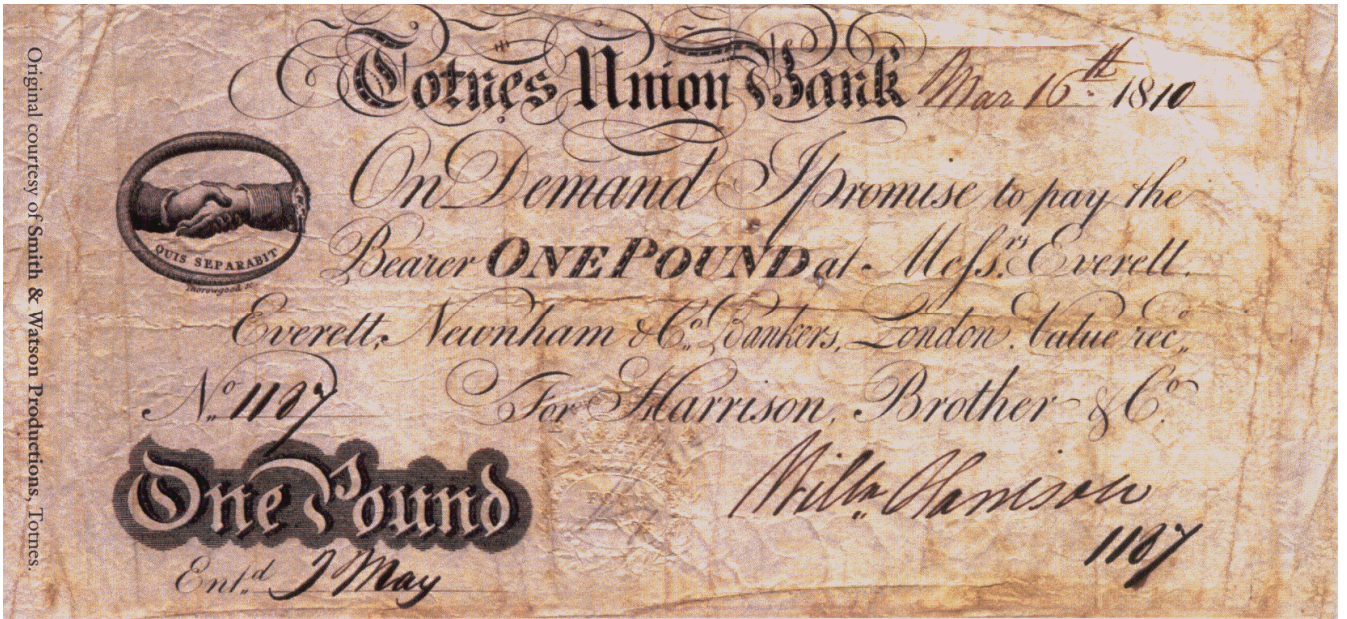 Totnes Union Bank Mar 16th 1810
On Demand I promise to pay the
Bearer ONE POUND at Messrs. Everett.
Everett, Newnham & Co. Bankers, London. Value recd.
QUIS SEPARABIT
Thorowgood sc.
No. 1187
For Harrison, Brother & Co.
One Pound
Willm Harrison
1187
Entd. J May
Original courtesy of Smith & Watson Productions, Totnes.